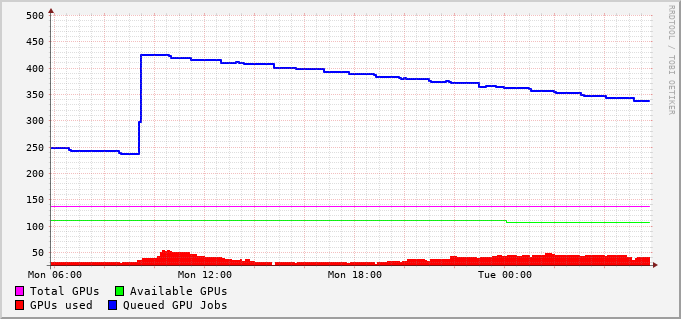 500
450
400
350
300
250
200
150
100
50
Mon 06:00 Mon 12:00 Mon 18:00 Tue 00:00
Total GPUs Available GPUs
GPUs used Queued GPU Jobs
RRDTOOL / TOBI OETIKER